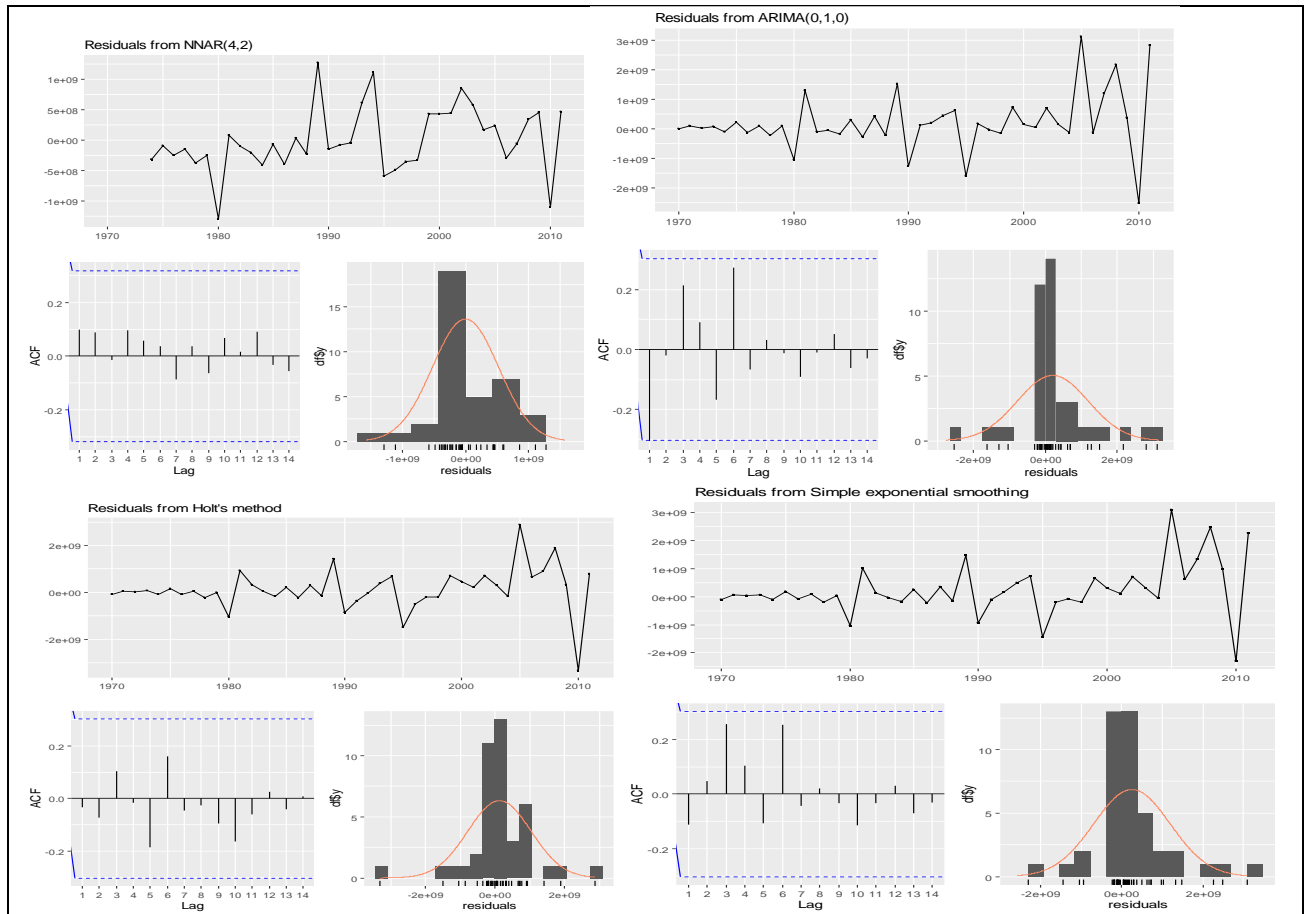 Residuals from NNAR(4,2)
1e+09
5e+08
0e+00
-5e+08
-1e+09
1970 1980 1990 2000 2010
ACF
0.2
0.0
-0.2
1 2 3 4 5 6 7 8 9 10 11 12 13 14
Lag
df$y
15
10
5
0
-1e+09 0e+00 1e+09
residuals
Residuals from ARIMA(0,1,0)
3e+09
2e+09
1e+09
0e+00
-1e+09
-2e+09
1970 1980 1990 2000 2010
ACF
0.2
0.0
-0.2
1 2 3 4 5 6 7 8 9 10 11 12 13 14
Lag
df$y
10
5
0
-2e+09 0e+00 2e+09
residuals
Residuals from Holt's method
2e+09
0e+00
-2e+09
1970 1980 1990 2000 2010
ACF
0.2
0.0
-0.2
1 2 3 4 5 6 7 8 9 10 11 12 13 14
Lag
df$y
10
5
0
-2e+09 0e+00 2e+09
residuals
Residuals from Simple exponential smoothing
3e+09
2e+09
1e+09
0e+00
-1e+09
-2e+09
1970 1980 1990 2000 2010
ACF
0.2
0.0
-0.2
1 2 3 4 5 6 7 8 9 10 11 12 13 14
Lag
df$y
10
5
0
-2e+09 0e+00 2e+09
residuals